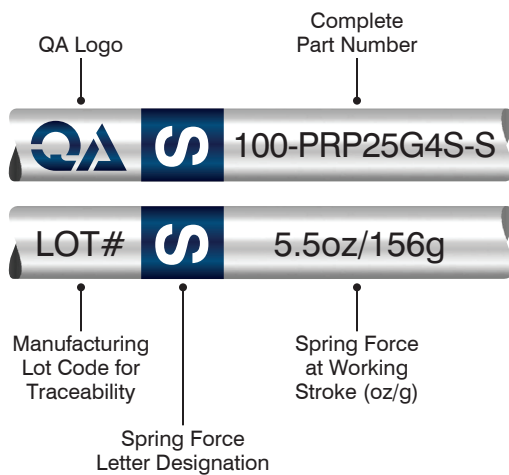 QA Logo
Complete
Part Number
QA S 100-PRP25G4S-S
LOT# S 5.5oz/156g
Manufacturing
Lot Code for
Traceability
Spring Force
at Working
Stroke (oz/g)
Spring Force
Letter Designation